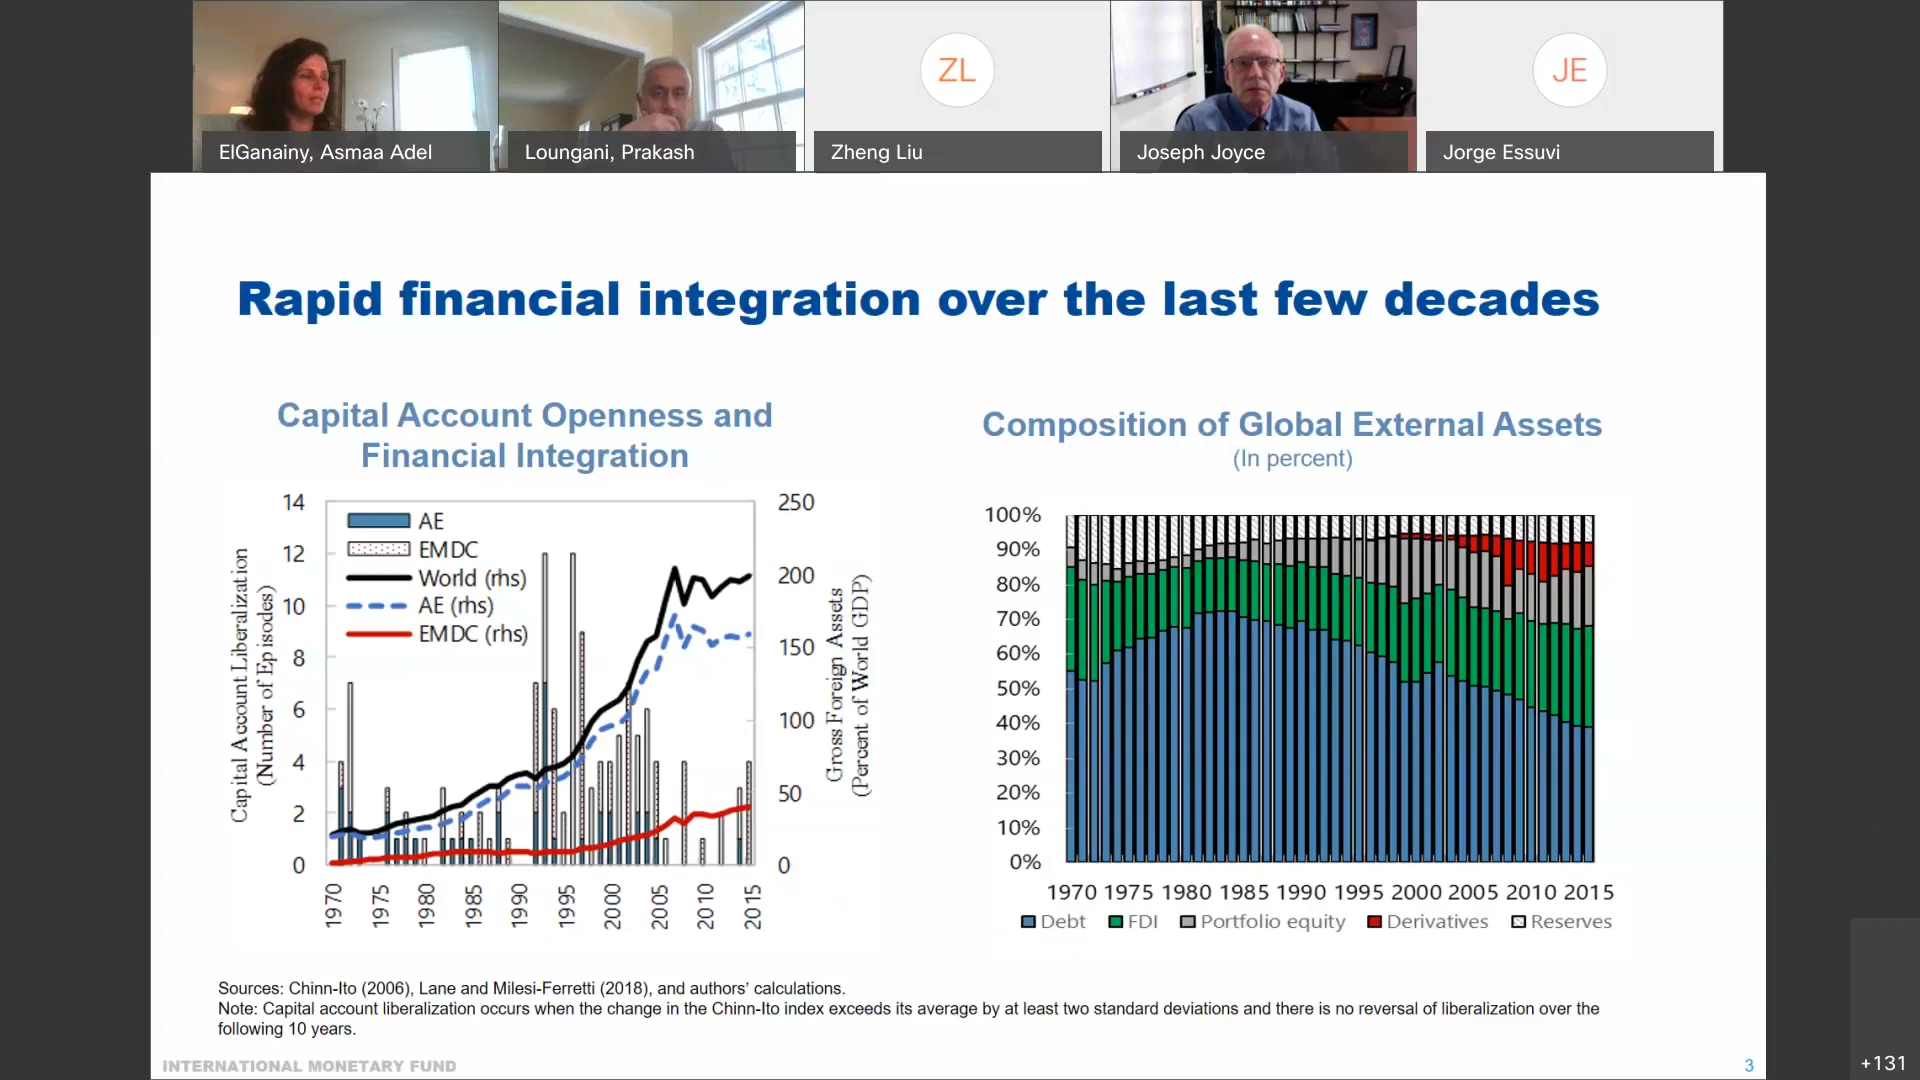 ElGanainy, Asmaa Adel
Loungani, Prakash
ZL
Zheng Liu
Joseph Joyce
JE
Jorge Essuvi
Rapid financial integration over the last few decades
Capital Account Openness and
Financial Integration
Capital Account Liberalization
(Number of Episodes)
14
12
10
8
6
4
2
0
AE
EMDC
World (rhs)
AE (rhs)
EMDC (rhs)
250
200
150
100
50
0
Gross Foreign Assets
(Percent of World GDP)
1970 1975 1980 1985 1990 1995 2000 2005 2010 2015
Composition of Global External Assets
(In percent)
100%
90%
80%
70%
60%
50%
40%
30%
20%
10%
0%
1970 1975 1980 1985 1990 1995 2000 2005 2010 2015
Debt FDI Portfolio equity Derivatives Reserves
Sources: Chinn-Ito (2006), Lane and Milesi-Ferretti (2018), and authors’ calculations.
Note: Capital account liberalization occurs when the change in the Chinn-Ito index exceeds its average by at least two standard deviations and there is no reversal of liberalization over the
following 10 years.
INTERNATIONAL MONETARY FUND
3
+131